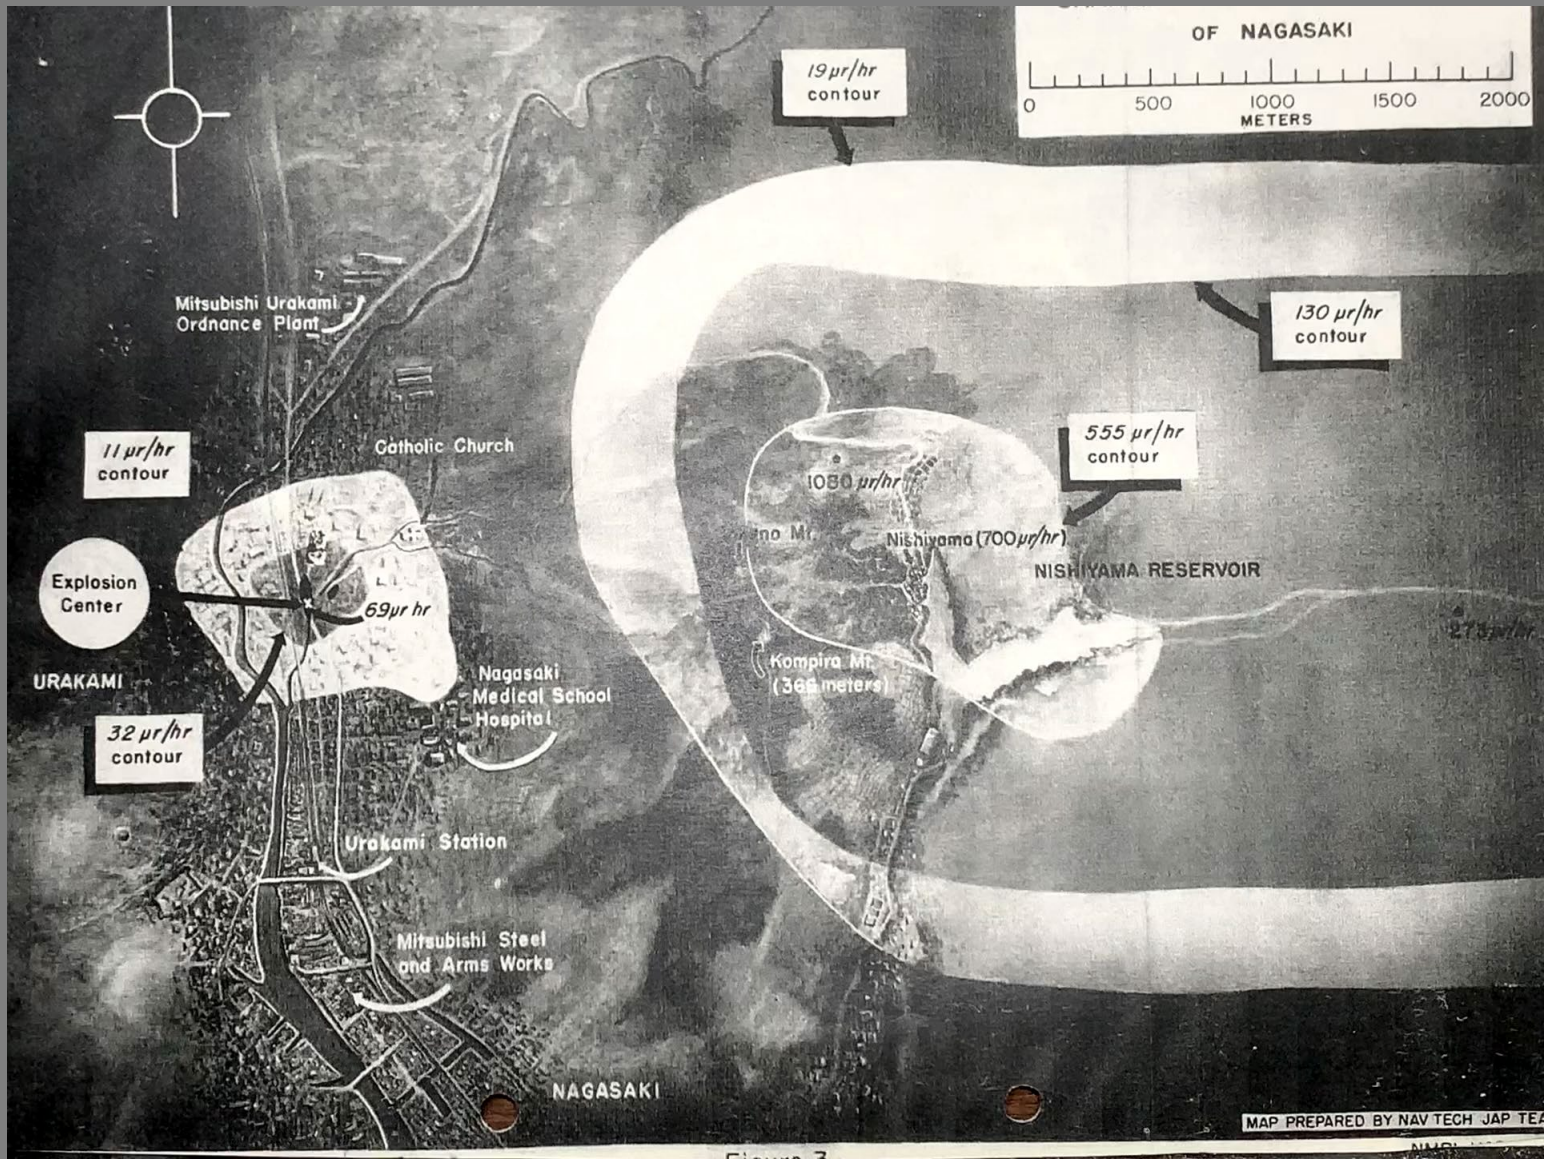 OF NAGASAKI
0 500 1000 1500 2000
METERS
19 µr/hr
contour
130 µr/hr
contour
Mitsubishi Urakami
Ordnance Plant
11 µr/hr
contour
Catholic Church
555 µr/hr
contour
1080 µr/hr
Nishiyama (700 µr/hr)
NISHIYAMA RESERVOIR
Explosion
Center
69 µr hr
URAKAMI
Kompira Mt.
meters)
Nagasaki
Medical School
Hospital
32 µr/hr
contour
Urakami Station
Mitsubishi Steel
and Arms Works
NAGASAKI
MAP PREPARED BY NAV TECH JAP
Figure 3